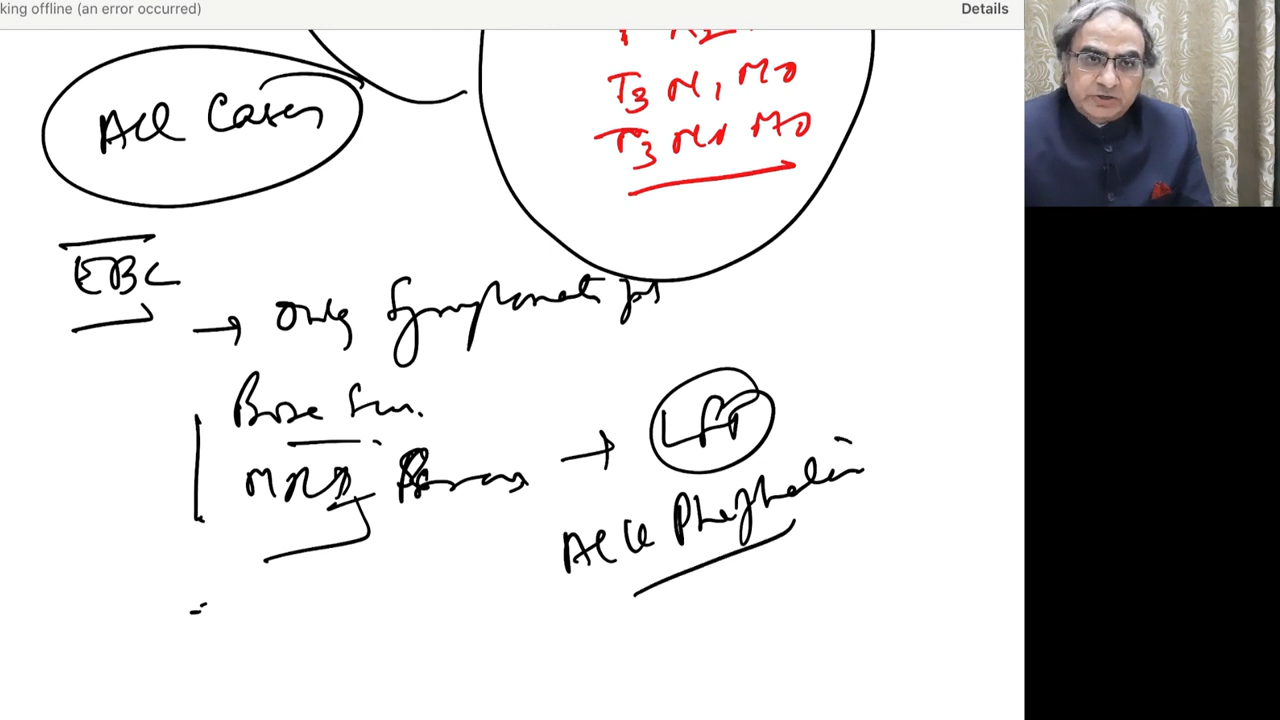 king offline (an error occurred)
Details
T3 N1 M0
All Cases
T3 N1 M0
EBC
→ Only Symptomatic pts
Bone Scan.
→ LFT
MRI
Alk Phosphatase